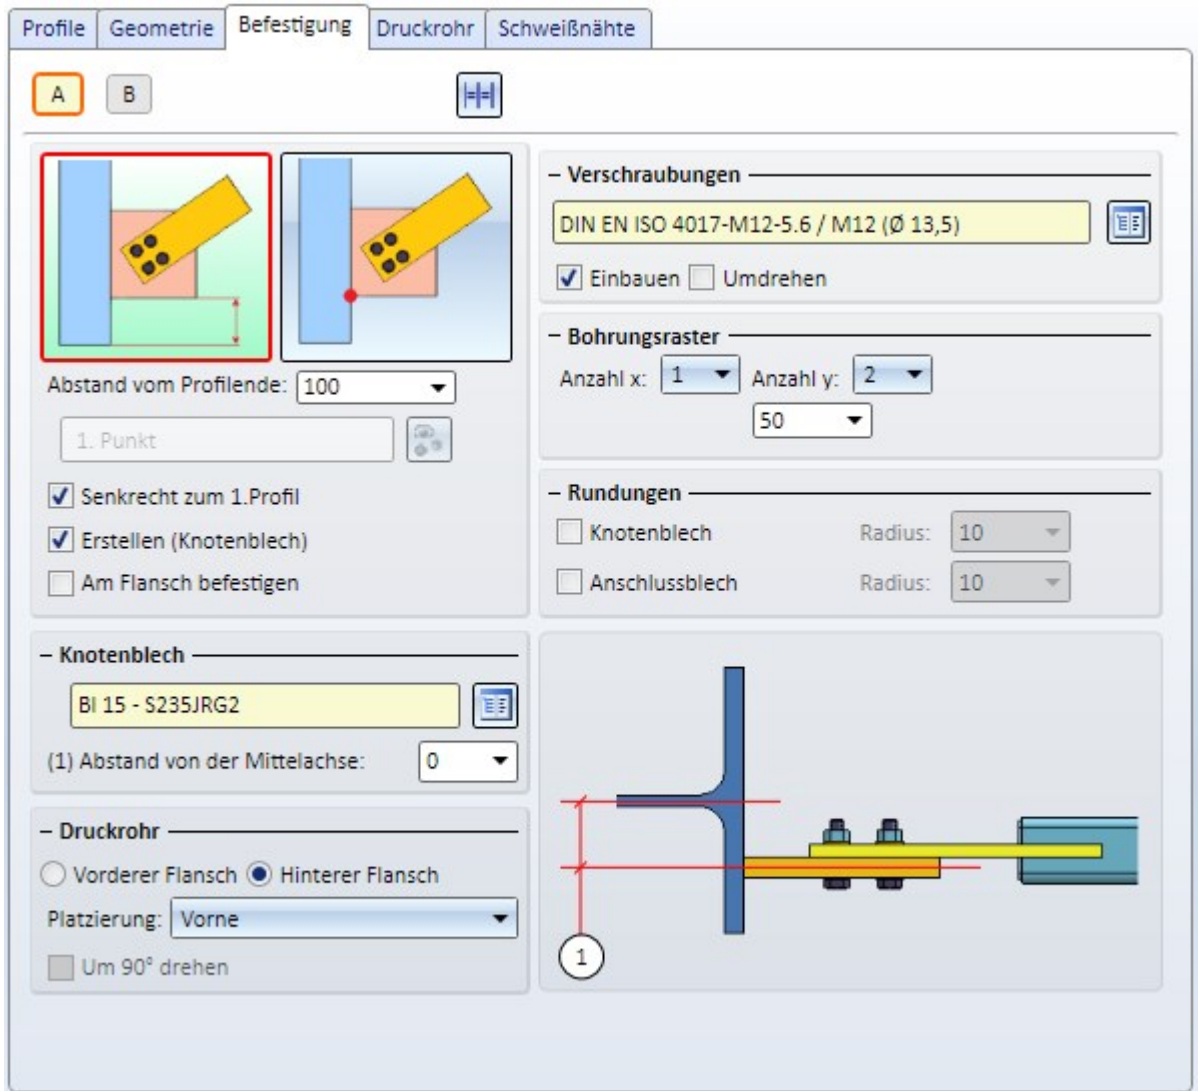 Profile Geometrie Befestigung Druckrohr Schweißnähte
A B
Abstand vom Profilende: 100
1. Punkt
Senkrecht zum 1.Profil
Erstellen (Knotenblech)
Am Flansch befestigen
Knotenblech
Bl 15 - S235JRG2
(1) Abstand von der Mittelachse: 0
Druckrohr
Vorderer Flansch Hinterer Flansch
Platzierung: Vorne
Um 90° drehen
Verschraubungen
DIN EN ISO 4017-M12-5.6 / M12 (Ø 13,5)
Einbauen Umdrehen
Bohrungsraster
Anzahl x: 1 Anzahl y: 2
50
Rundungen
Knotenblech Radius: 10
Anschlussblech Radius: 10
1